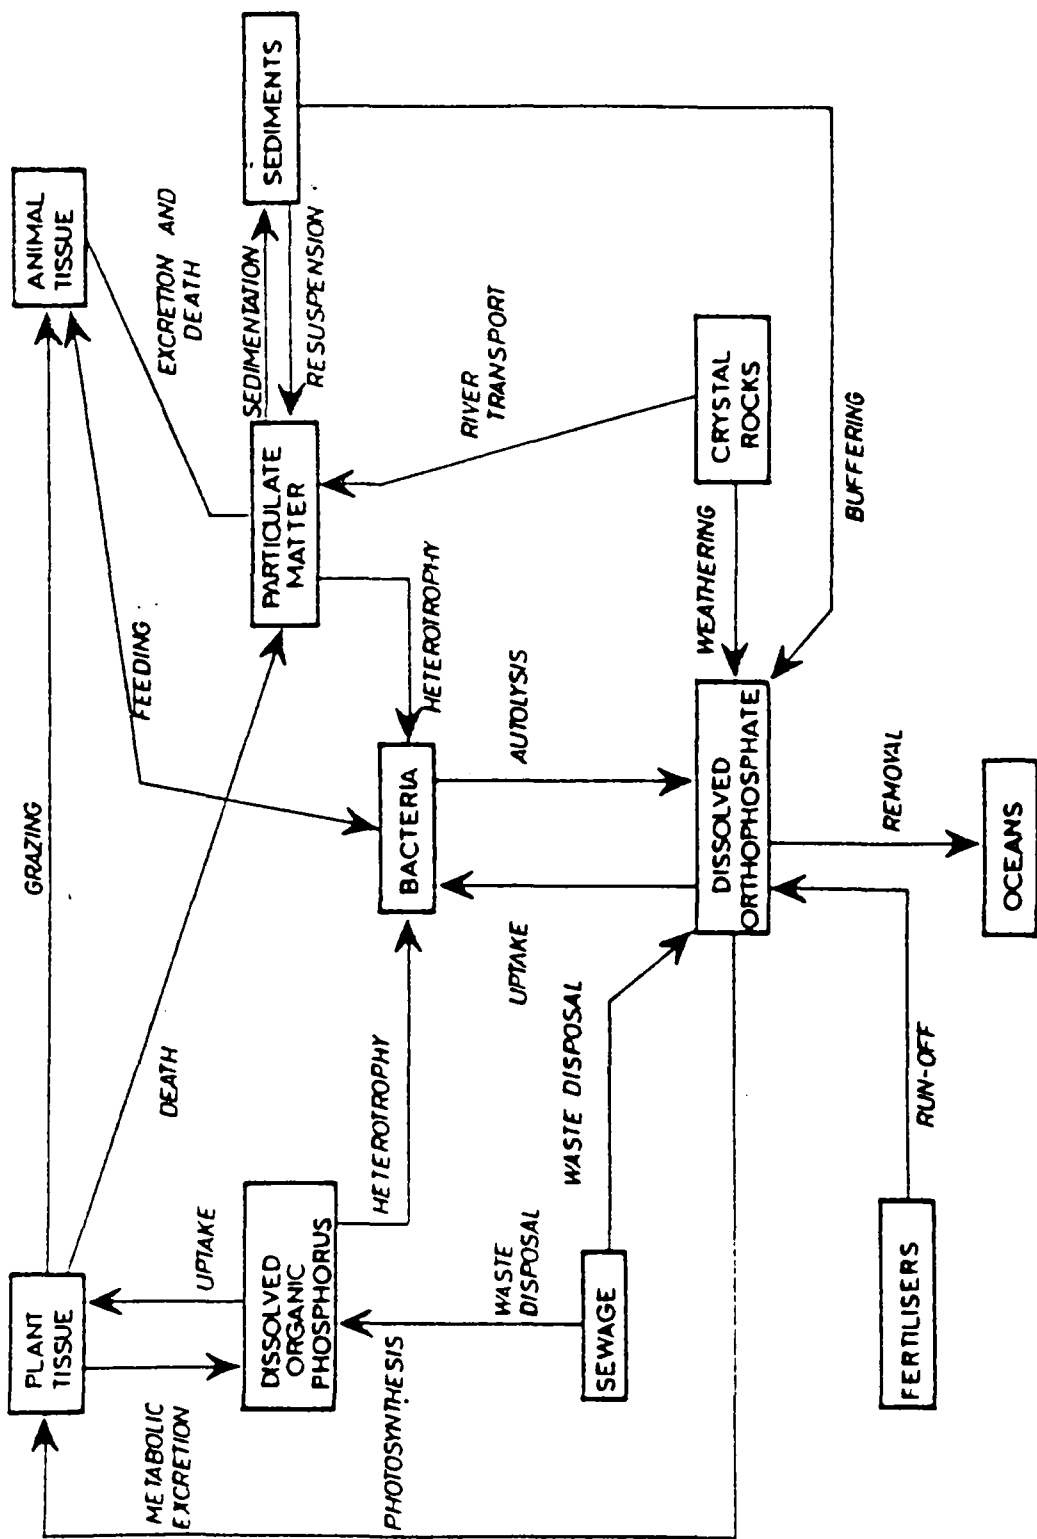 PLANT
TISSUE
GRAZING
ANIMAL
TISSUE
METABOLIC
EXCRETION
UPTAKE
DEATH
FEEDING
EXCRETION AND
DEATH
DISSOLVED
ORGANIC
PHOSPHORUS
PARTICULATE
MATTER
SEDIMENTATION
RESUSPENSION
SEDIMENTS
PHOTOSYNTHESIS
HETEROTROPHY
BACTERIA
HETEROTROPHY
RIVER
TRANSPORT
WASTE
DISPOSAL
WASTE DISPOSAL
UPTAKE
AUTOLYSIS
SEWAGE
DISSOLVED
ORTHOPHOSPHATE
WEATHERING
CRYSTAL
ROCKS
BUFFERING
FERTILISERS
RUN-OFF
REMOVAL
OCEANS